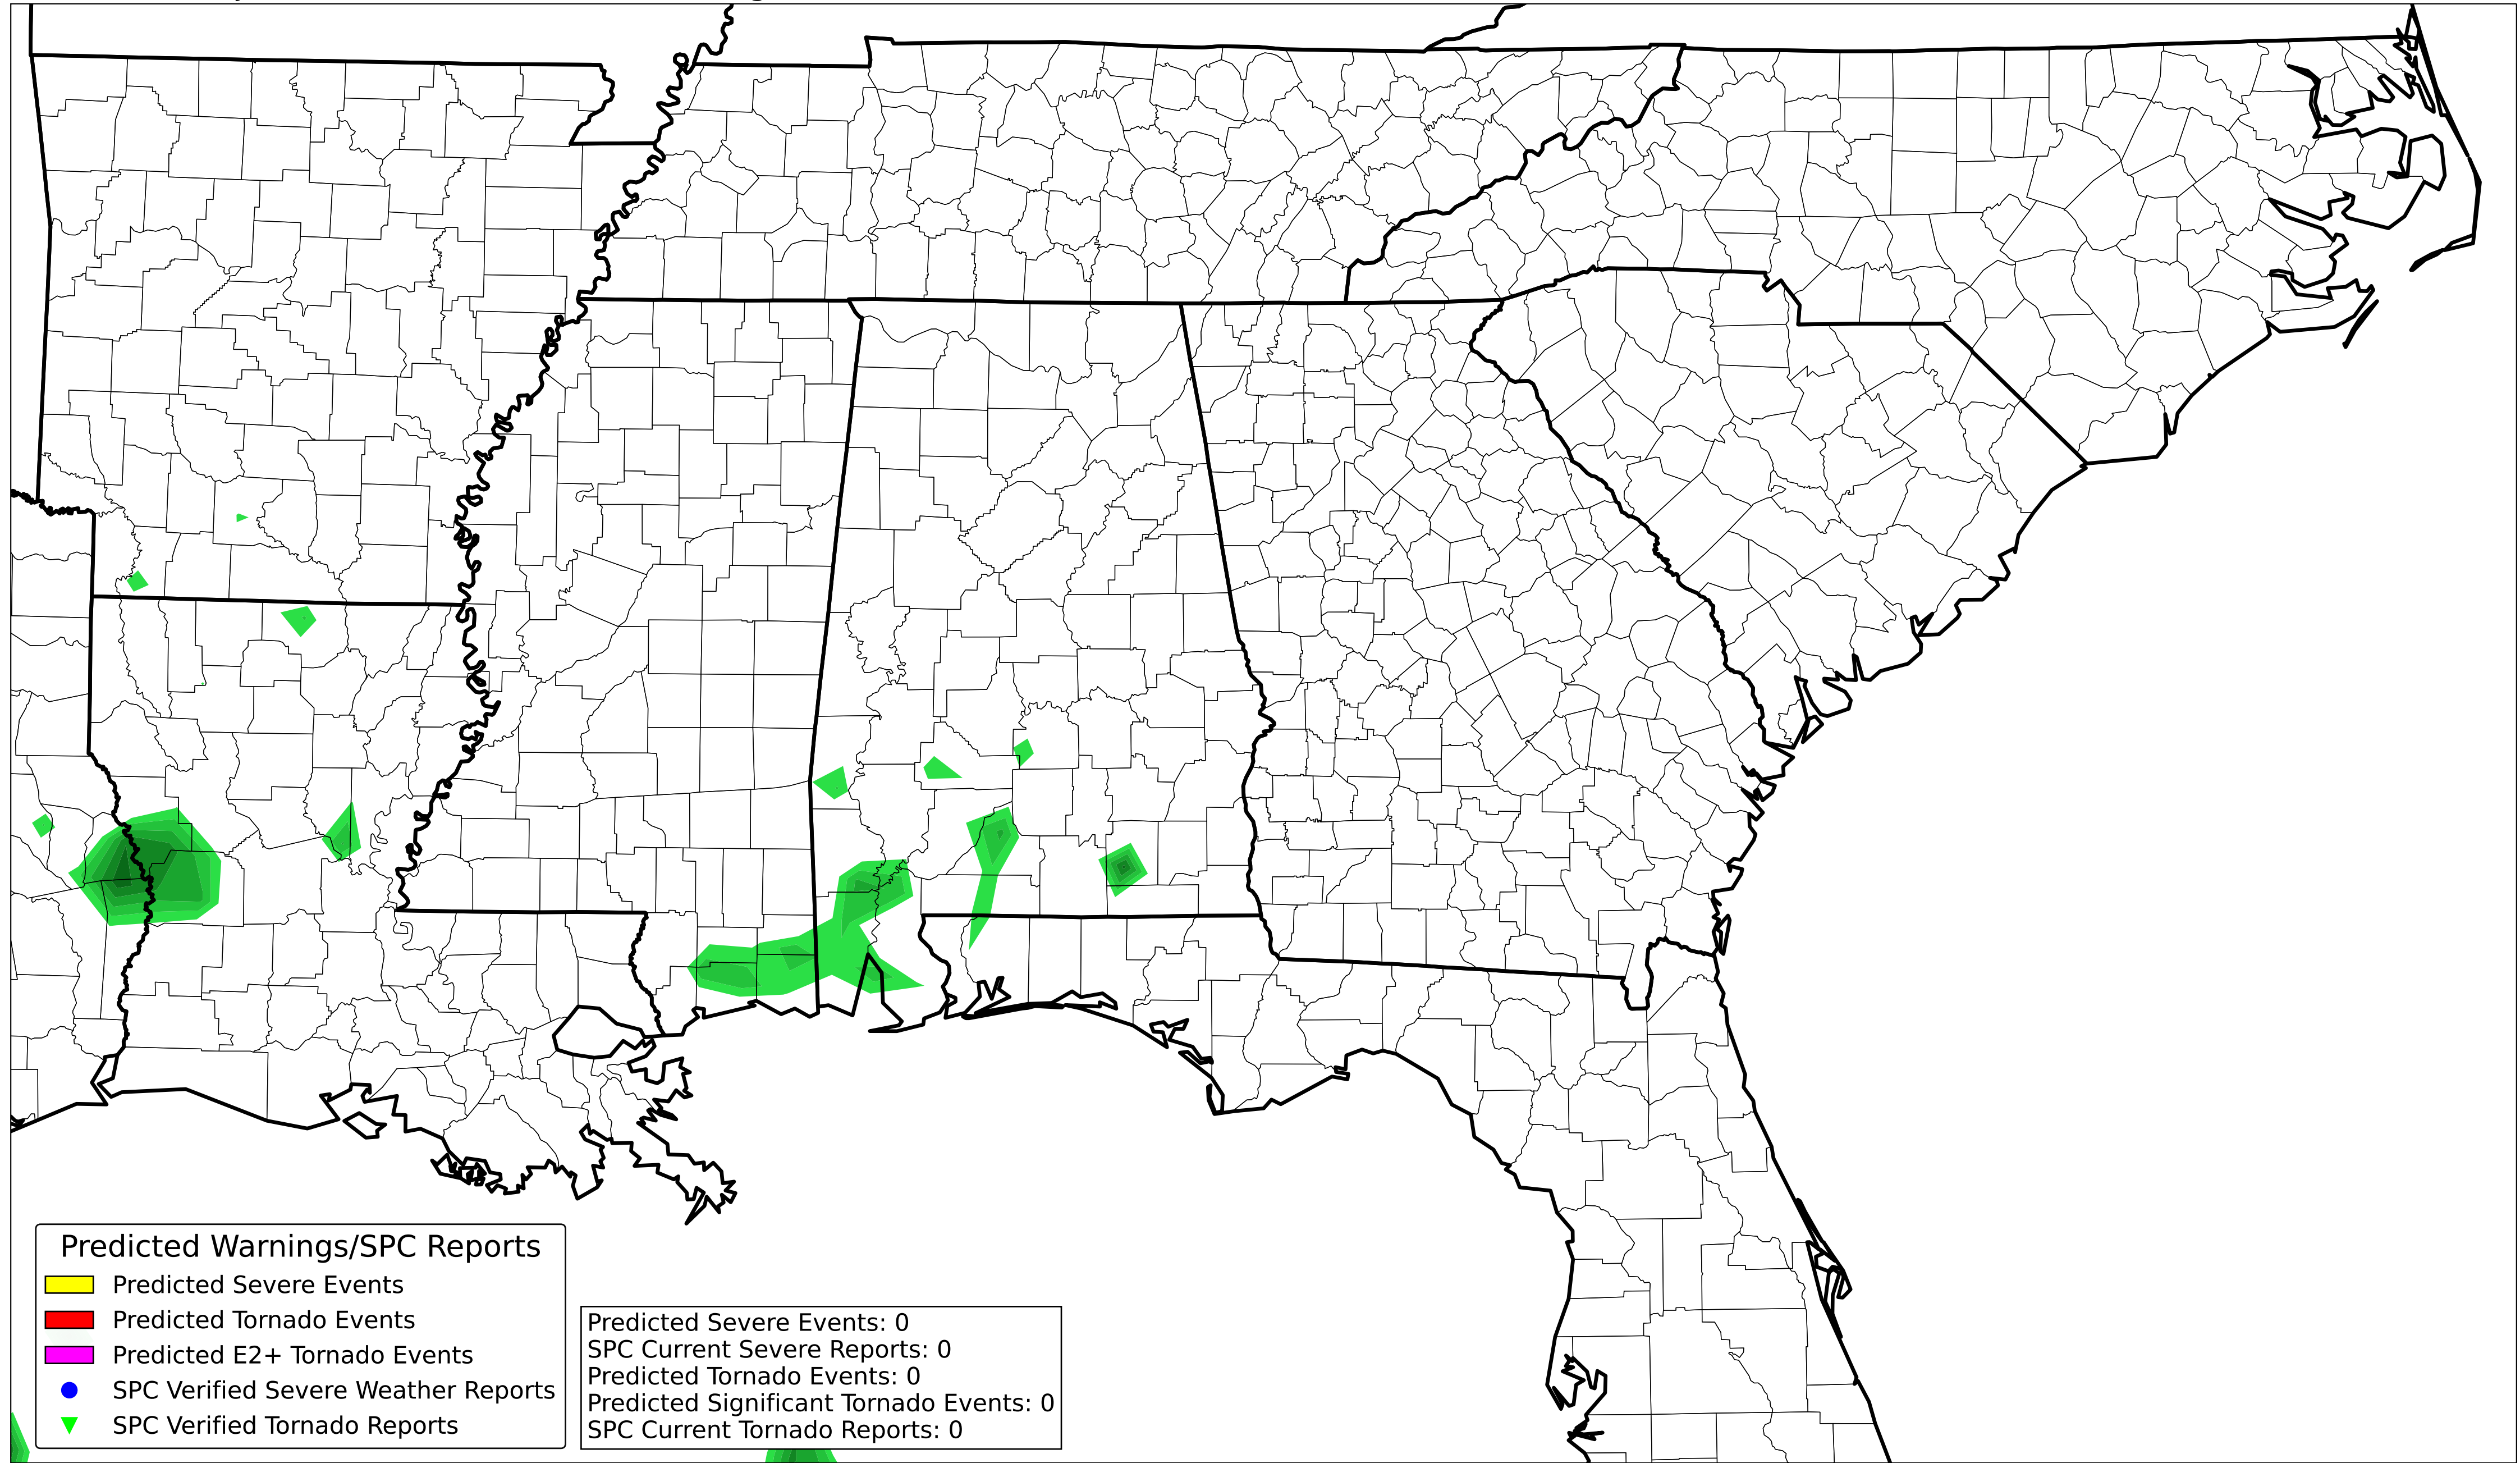 Predicted Warnings/SPC Reports
Predicted Severe Events
Predicted Tornado Events
Predicted E2+ Tornado Events
SPC Verified Severe Weather Reports
SPC Verified Tornado Reports
Predicted Severe Events: 0
SPC Current Severe Reports: 0
Predicted Tornado Events: 0
Predicted Significant Tornado Events: 0
SPC Current Tornado Reports: 0